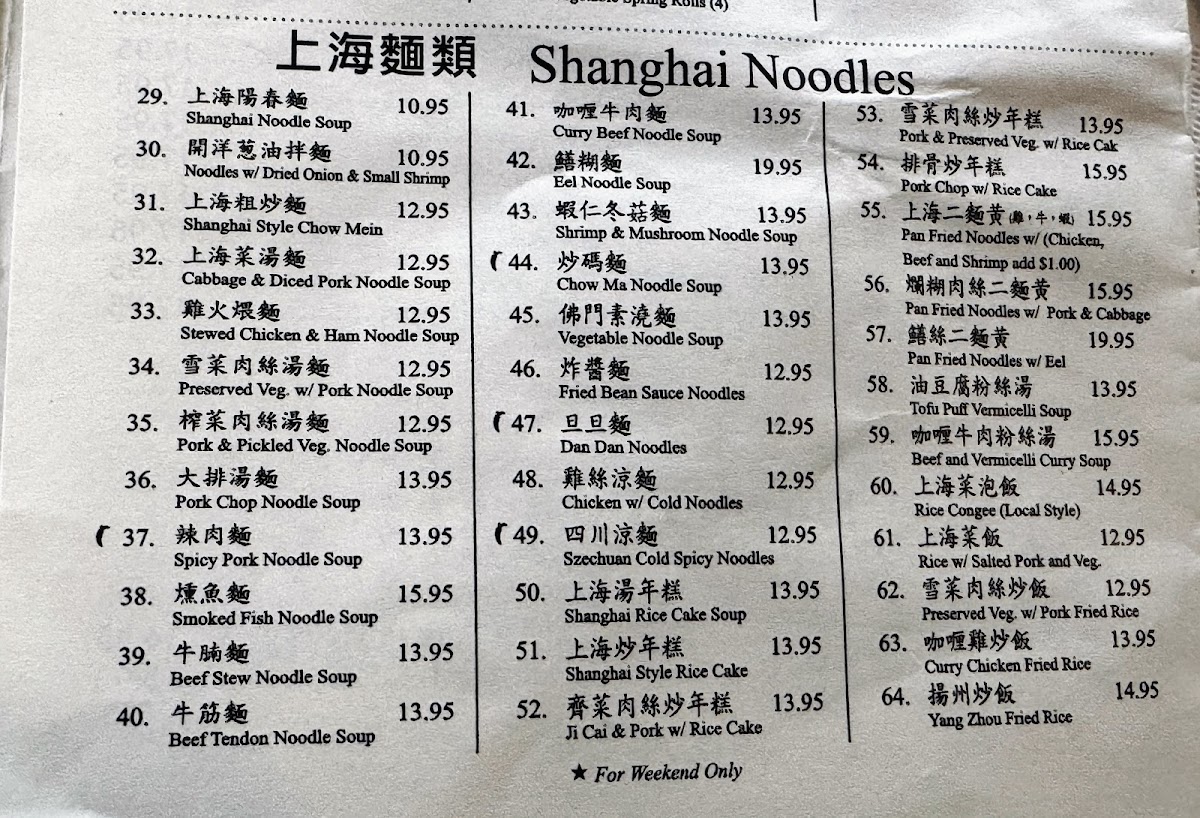 Vegetable Spring Rolls (4)
上海麵類 Shanghai Noodles
29. 上海陽春麵 10.95
Shanghai Noodle Soup
30. 開洋葱油拌麵 10.95
Noodles w/ Dried Onion & Small Shrimp
31. 上海粗炒麵 12.95
Shanghai Style Chow Mein
32. 上海菜湯麵 12.95
Cabbage & Diced Pork Noodle Soup
33. 雞火煨麵 12.95
Stewed Chicken & Ham Noodle Soup
34. 雪菜肉絲湯麵 12.95
Preserved Veg. w/ Pork Noodle Soup
35. 榨菜肉絲湯麵 12.95
Pork & Pickled Veg. Noodle Soup
36. 大排湯麵 13.95
Pork Chop Noodle Soup
37. 辣肉麵 13.95
Spicy Pork Noodle Soup
38. 燻魚麵 15.95
Smoked Fish Noodle Soup
39. 牛腩麵 13.95
Beef Stew Noodle Soup
40. 牛筋麵 13.95
Beef Tendon Noodle Soup
41. 咖喱牛肉麵 13.95
Curry Beef Noodle Soup
42. 鱔糊麵 19.95
Eel Noodle Soup
43. 蝦仁冬菇麵 13.95
Shrimp & Mushroom Noodle Soup
44. 炒碼麵 13.95
Chow Ma Noodle Soup
45. 佛門素澆麵 13.95
Vegetable Noodle Soup
46. 炸醬麵 12.95
Fried Bean Sauce Noodles
47. 旦旦麵 12.95
Dan Dan Noodles
48. 雞絲涼麵 12.95
Chicken w/ Cold Noodles
49. 四川涼麵 12.95
Szechuan Cold Spicy Noodles
50. 上海湯年糕 13.95
Shanghai Rice Cake Soup
51. 上海炒年糕 13.95
Shanghai Style Rice Cake
52. 齊菜肉絲炒年糕 13.95
Ji Cai & Pork w/ Rice Cake
53. 雪菜肉絲炒年糕 13.95
Pork & Preserved Veg. w/ Rice Cak
54. 排骨炒年糕 15.95
Pork Chop w/ Rice Cake
55. 上海二麵黃(雞，牛，蝦) 15.95
Pan Fried Noodles w/ (Chicken,
Beef and Shrimp add $1.00)
56. 爛糊肉絲二麵黃 15.95
Pan Fried Noodles w/ Pork & Cabbage
57. 鱔絲二麵黃 19.95
Pan Fried Noodles w/ Eel
58. 油豆腐粉絲湯 13.95
Tofu Puff Vermicelli Soup
59. 咖喱牛肉粉絲湯 15.95
Beef and Vermicelli Curry Soup
60. 上海菜泡飯 14.95
Rice Congee (Local Style)
61. 上海菜飯 12.95
Rice w/ Salted Pork and Veg.
62. 雪菜肉絲炒飯 12.95
Preserved Veg. w/ Pork Fried Rice
63. 咖喱雞炒飯 13.95
Curry Chicken Fried Rice
64. 揚州炒飯 14.95
Yang Zhou Fried Rice
★ For Weekend Only